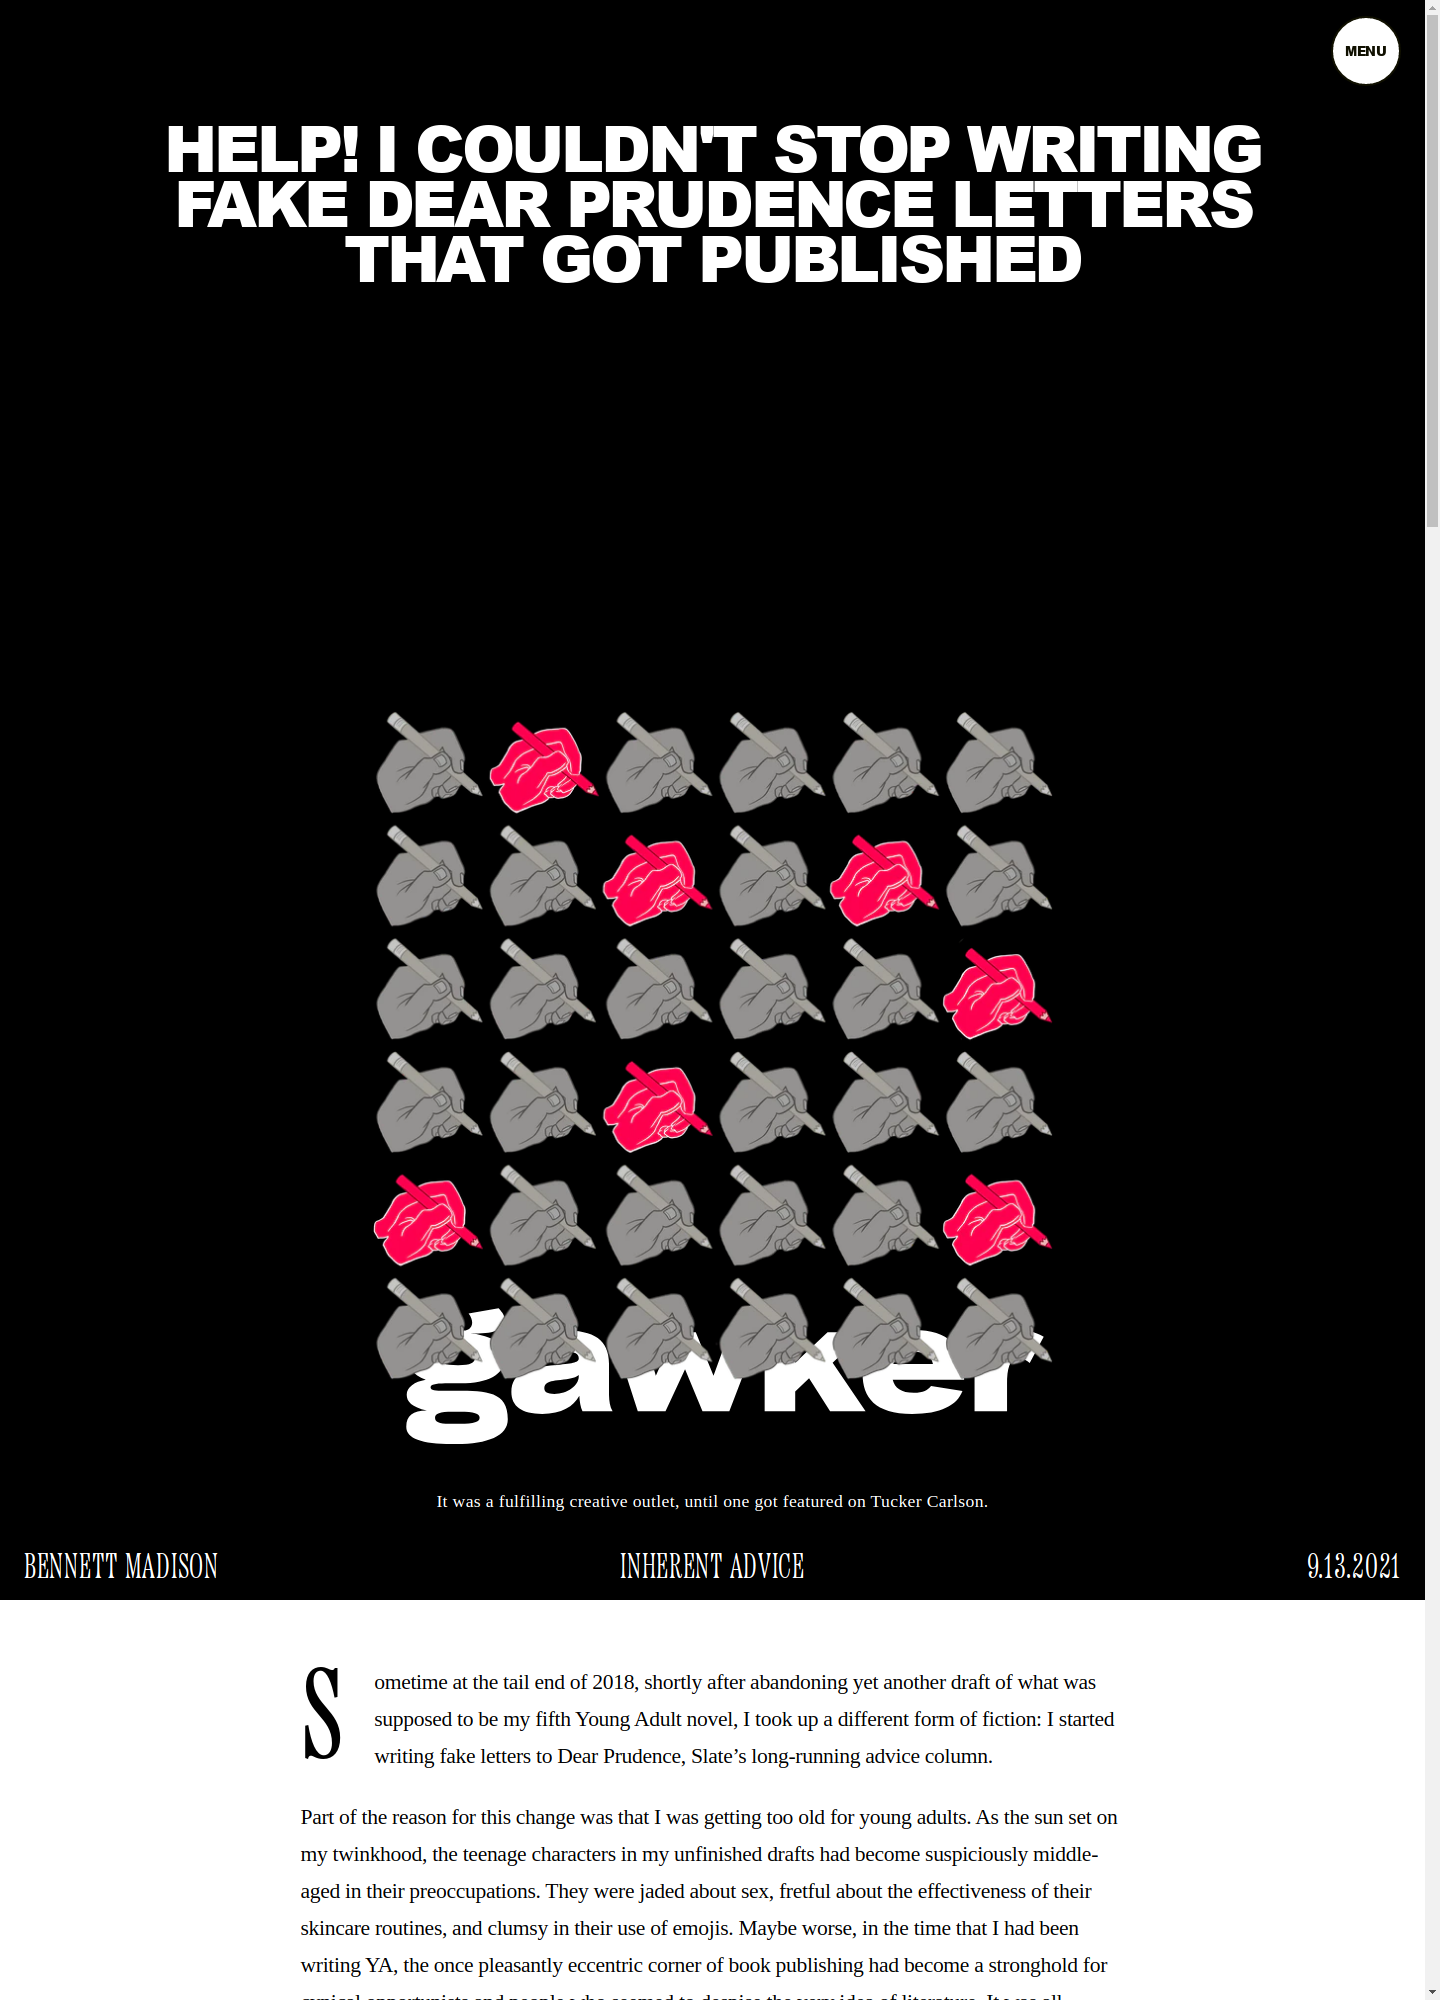 MENU
HELP! I COULDN'T STOP WRITING
FAKE DEAR PRUDENCE LETTERS
THAT GOT PUBLISHED
gawker
It was a fulfilling creative outlet, until one got featured on Tucker Carlson.
BENNETT MADISON
INHERENT ADVICE
9.13.2021
Sometime at the tail end of 2018, shortly after abandoning yet another draft of what was
supposed to be my fifth Young Adult novel, I took up a different form of fiction: I started
writing fake letters to Dear Prudence, Slate’s long-running advice column.
Part of the reason for this change was that I was getting too old for young adults. As the sun set on
my twinkhood, the teenage characters in my unfinished drafts had become suspiciously middle-
aged in their preoccupations. They were jaded about sex, fretful about the effectiveness of their
skincare routines, and clumsy in their use of emojis. Maybe worse, in the time that I had been
writing YA, the once pleasantly eccentric corner of book publishing had become a stronghold for